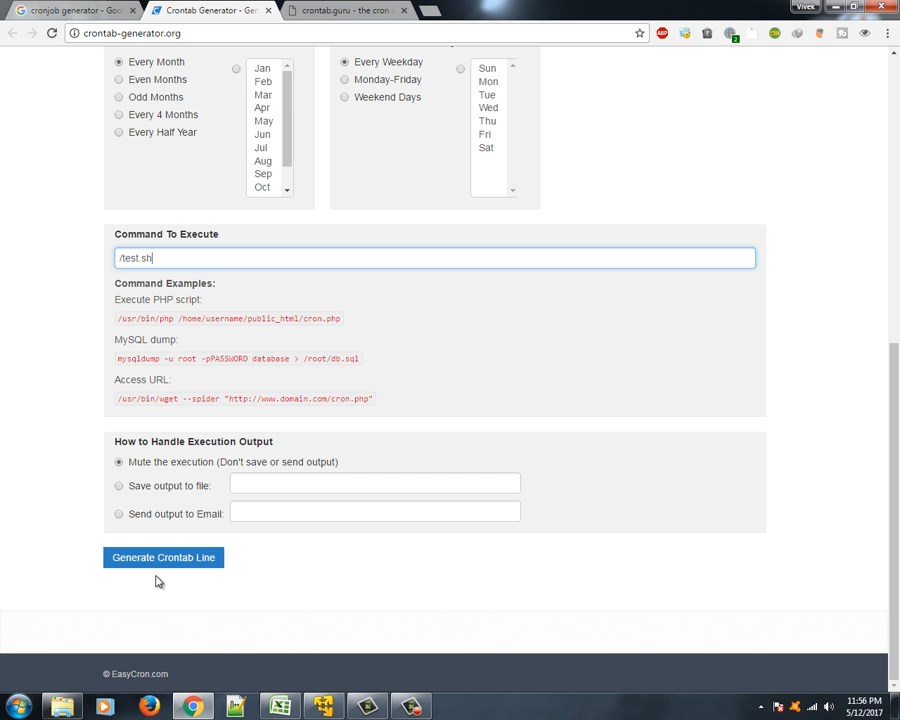 cronjob generator - Goo
Crontab Generator - Gen
crontab.guru - the cron s
Vivek
crontab-generator.org
ABP
2
Every Month
Even Months
Odd Months
Every 4 Months
Every Half Year
Jan
Feb
Mar
Apr
May
Jun
Jul
Aug
Sep
Oct
Every Weekday
Monday-Friday
Weekend Days
Sun
Mon
Tue
Wed
Thu
Fri
Sat
Command To Execute
/test.sh
Command Examples:
Execute PHP script:
/usr/bin/php /home/username/public_html/cron.php
MySQL dump:
mysqldump -u root -pPASSWORD database > /root/db.sql
Access URL:
/usr/bin/wget --spider "http://www.domain.com/cron.php"
How to Handle Execution Output
Mute the execution (Don't save or send output)
Save output to file:
Send output to Email:
Generate Crontab Line
© EasyCron.com
11:56 PM
5/12/2017